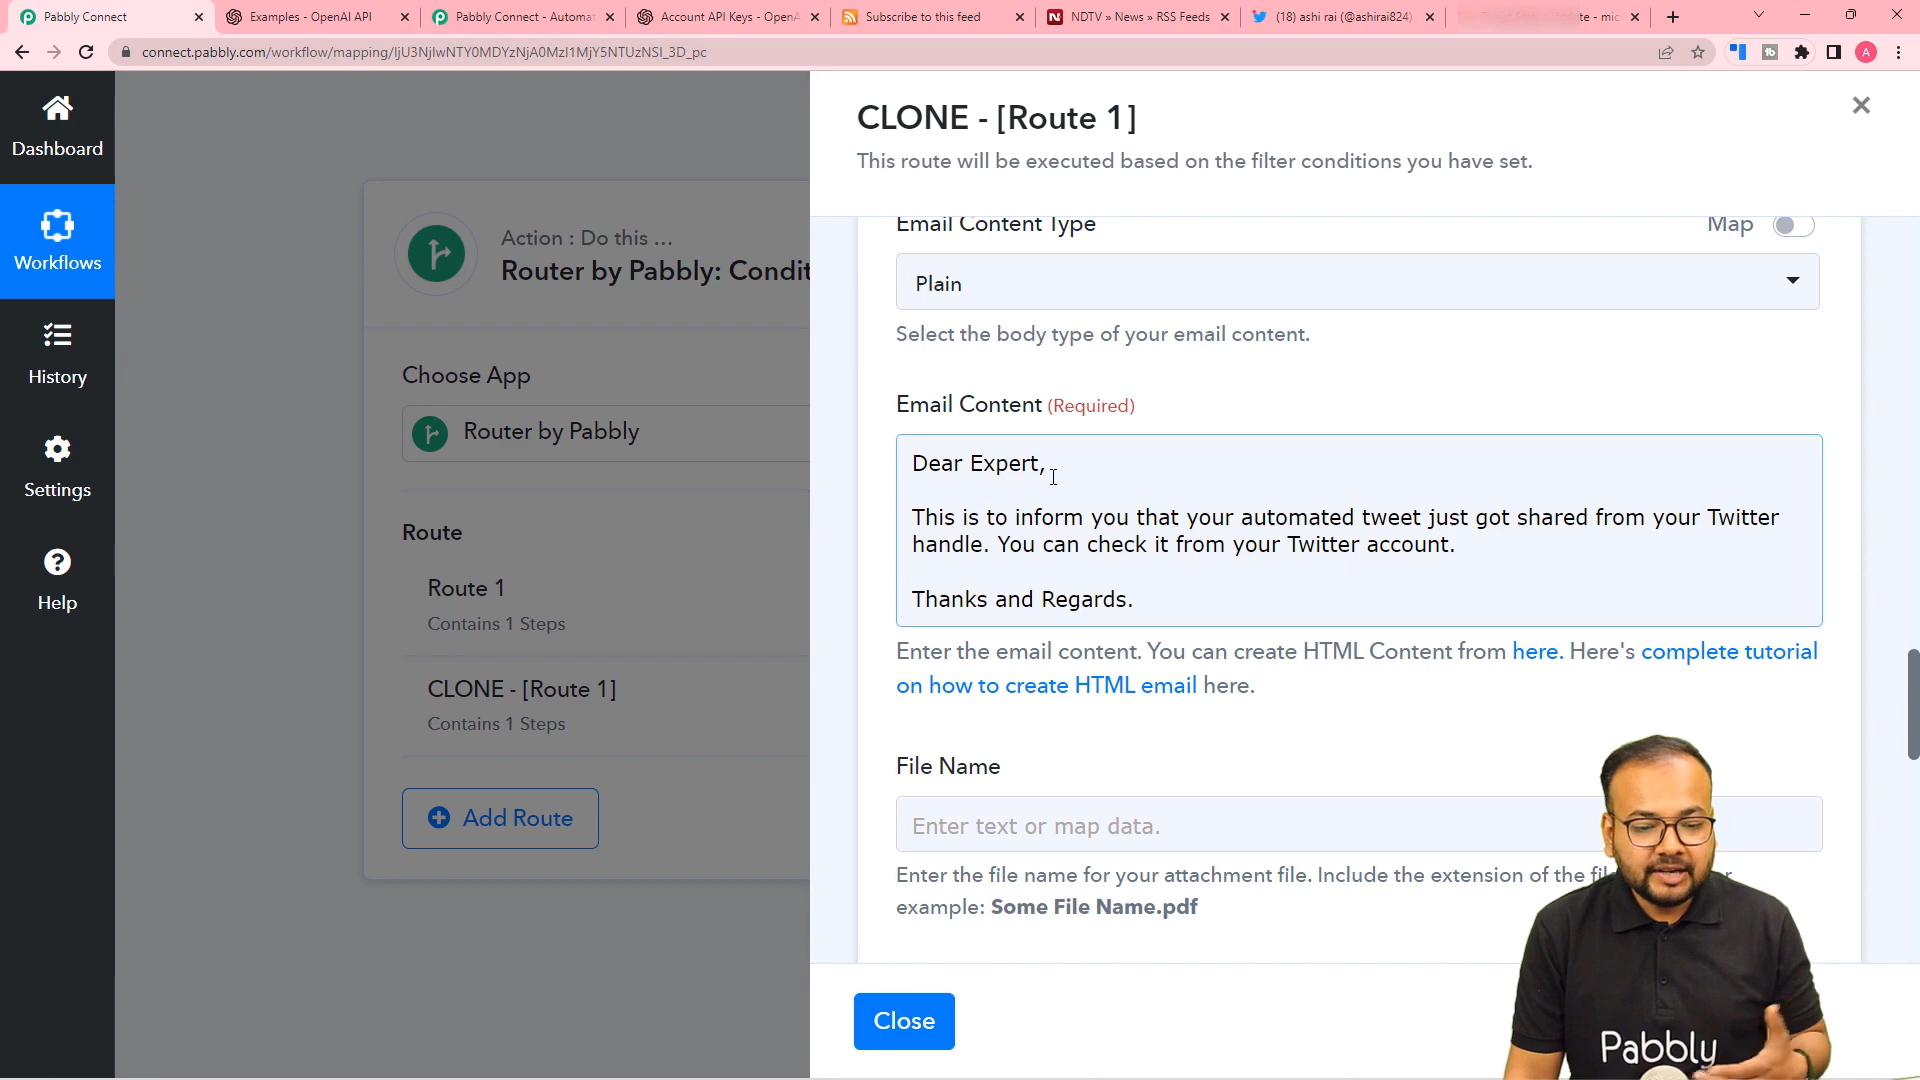 Pabbly Connect
Examples - OpenAI API
Pabbly Connect - Automat
Account API Keys - OpenA
Subscribe to this feed
NDTV » News » RSS Feeds
(18) ashi rai (@ashirai824)
connect.pabbly.com/workflow/mapping/IjU3NjIwNTY0MDYzNjA0MzI1MjY5NTUzNSI_3D_pc
A
Dashboard
Workflows
History
Settings
Help
Action : Do this ...
Router by Pabbly: Condit
Choose App
Router by Pabbly
Route
Route 1
Contains 1 Steps
CLONE - [Route 1]
Contains 1 Steps
Add Route
CLONE - [Route 1]
This route will be executed based on the filter conditions you have set.
Email Content Type
Map
Plain
Select the body type of your email content.
Email Content (Required)
Dear Expert,
This is to inform you that your automated tweet just got shared from your Twitter
handle. You can check it from your Twitter account.
Thanks and Regards.
Enter the email content. You can create HTML Content from here. Here's complete tutorial
on how to create HTML email here.
File Name
Enter text or map data.
Enter the file name for your attachment file. Include the extension of the
example: Some File Name.pdf
Close
Pabbly